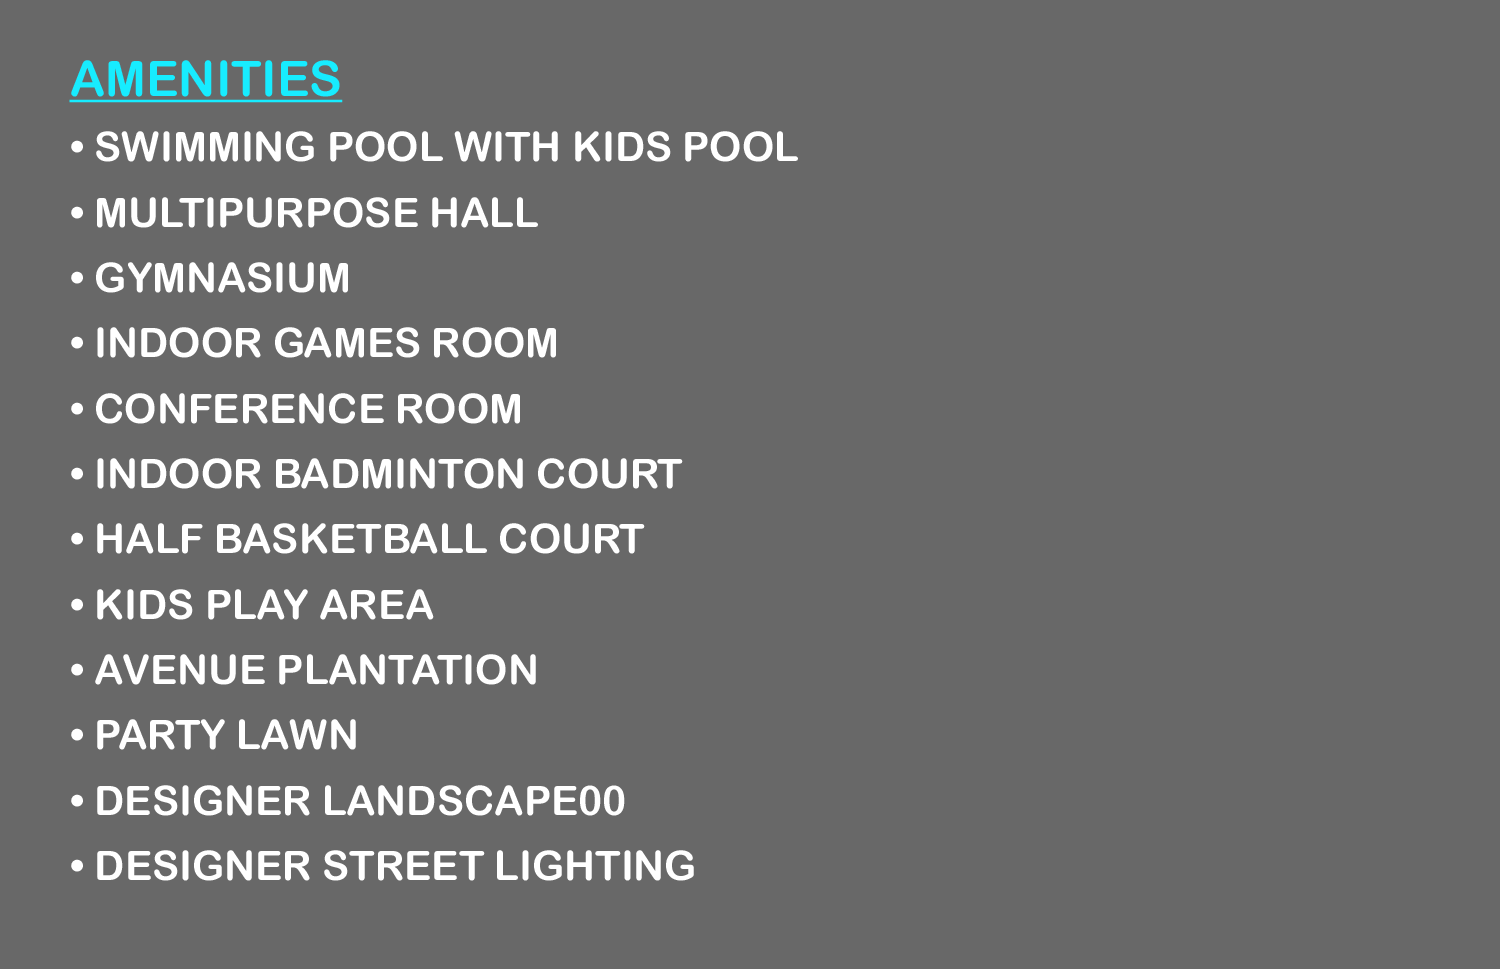 AMENITIES
• SWIMMING POOL WITH KIDS POOL
• MULTIPURPOSE HALL
• GYMNASIUM
• INDOOR GAMES ROOM
• CONFERENCE ROOM
• INDOOR BADMINTON COURT
• HALF BASKETBALL COURT
• KIDS PLAY AREA
• AVENUE PLANTATION
• PARTY LAWN
• DESIGNER LANDSCAPE00
• DESIGNER STREET LIGHTING